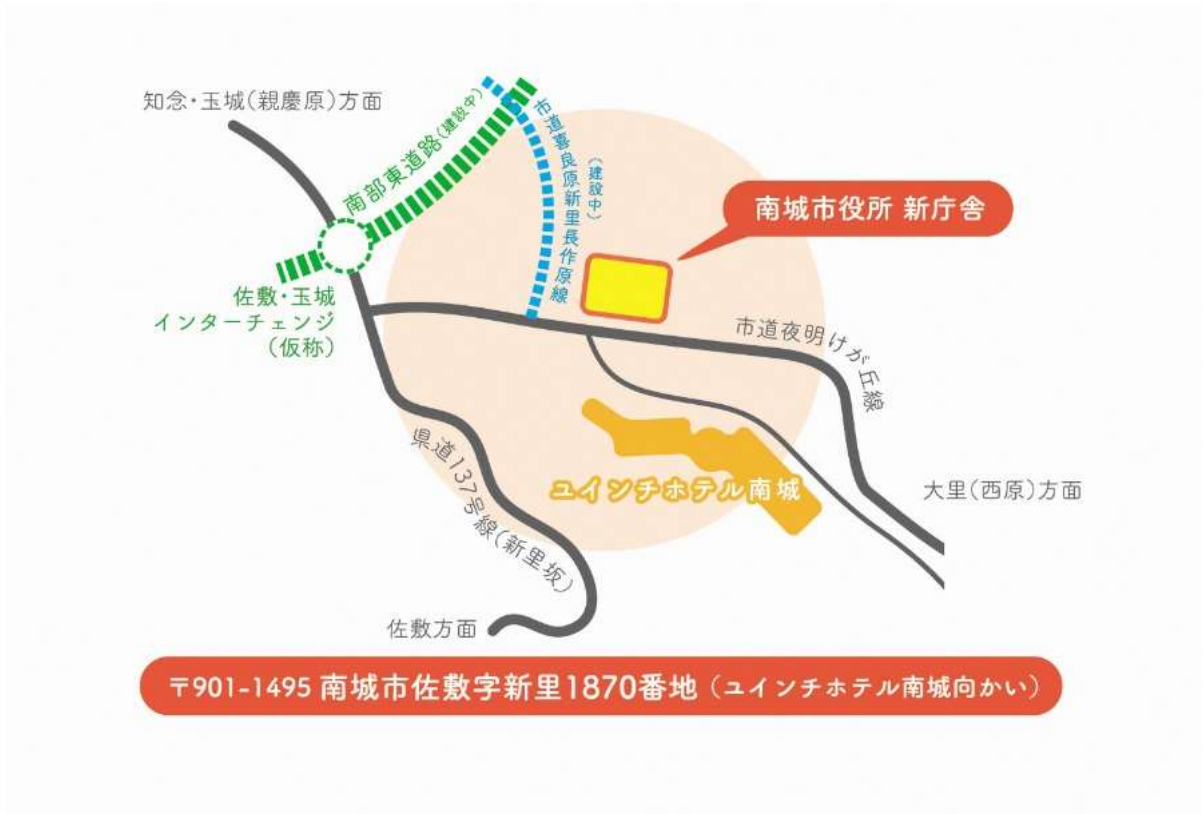 知念・玉城(親慶原)方面
南部東道路(建設中)
市道喜良原新里長作原線
(建設中)
南城市役所 新庁舎
佐敷・玉城
インターチェンジ
(仮称)
市道夜明けが丘線
県道137号線(新里坂)
ユインチホテル南城
大里(西原)方面
佐敷方面
〒901-1495 南城市佐敷字新里1870番地(ユインチホテル南城向かい)